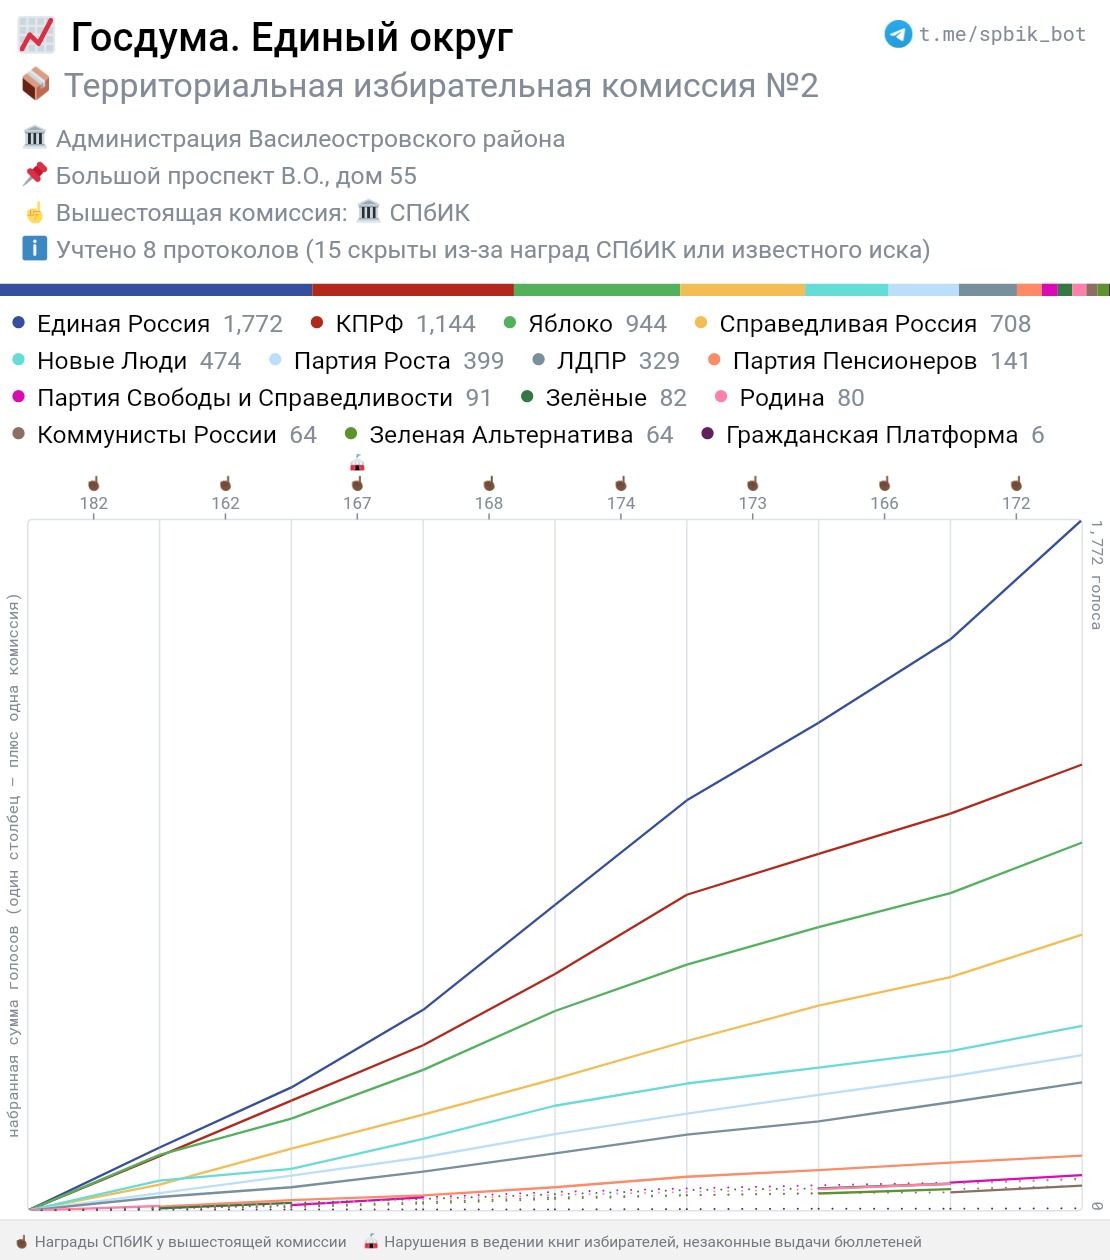 Госдума. Единый округ
t.me/spbik_bot
Территориальная избирательная комиссия №2
Администрация Василеостровского района
Большой проспект В.О., дом 55
Вышестоящая комиссия: СПбИК
Учтено 8 протоколов (15 скрыты из-за наград СПбИК или известного иска)
Единая Россия 1,772 КПРФ 1,144 Яблоко 944 Справедливая Россия 708
Новые Люди 474 Партия Роста 399 ЛДПР 329 Партия Пенсионеров 141
Партия Свободы и Справедливости 91 Зелёные 82 Родина 80
Коммунисты России 64 Зеленая Альтернатива 64 Гражданская Платформа 6
182 162 167 168 174 173 166 172
1,772 голоса
набранная сумма голосов (один столбец – плюс одна комиссия)
0
Награды СПбИК у вышестоящей комиссии Нарушения в ведении книг избирателей, незаконные выдачи бюллетеней